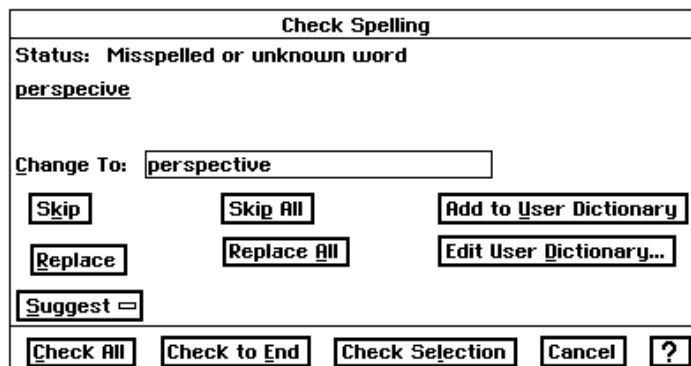 Check Spelling
Status: Misspelled or unknown word
perspecive
Change To: perspective
Skip Skip All Add to User Dictionary
Replace Replace All Edit User Dictionary...
Suggest
Check All Check to End Check Selection Cancel ?